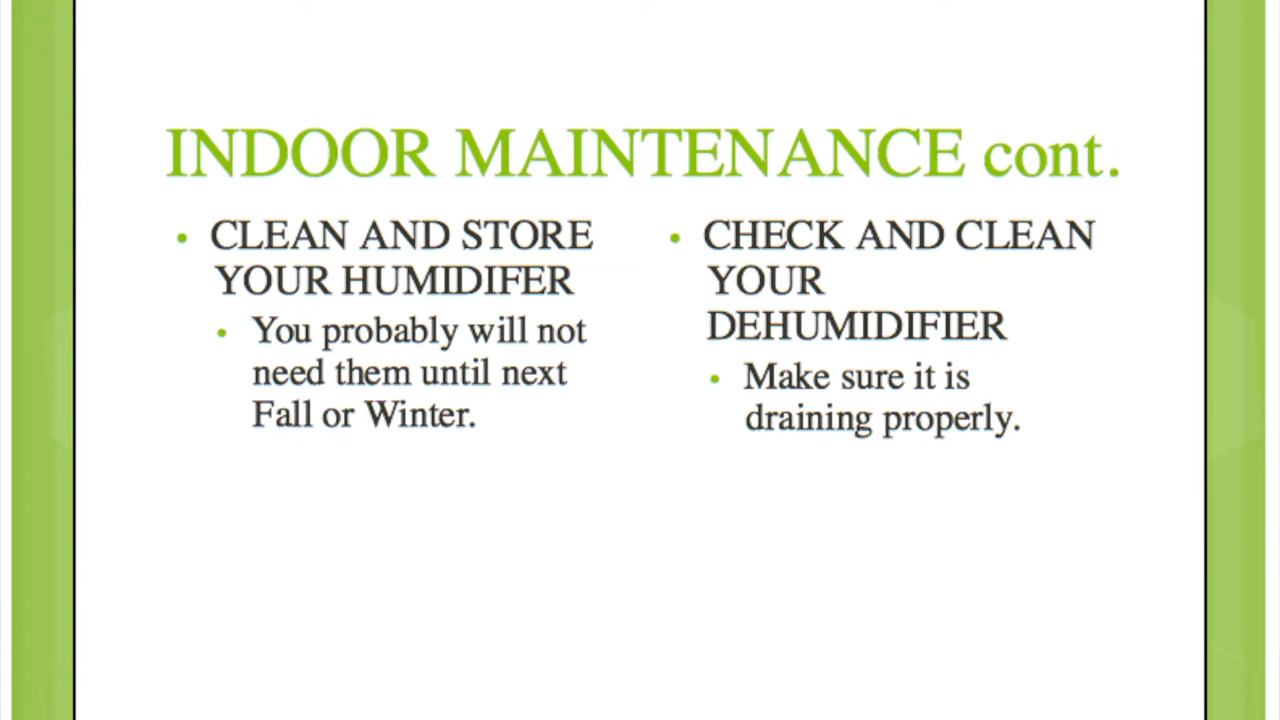 INDOOR MAINTENANCE cont.
• CLEAN AND STORE
YOUR HUMIDIFER
• You probably will not
need them until next
Fall or Winter.
• CHECK AND CLEAN
YOUR
DEHUMIDIFIER
• Make sure it is
draining properly.